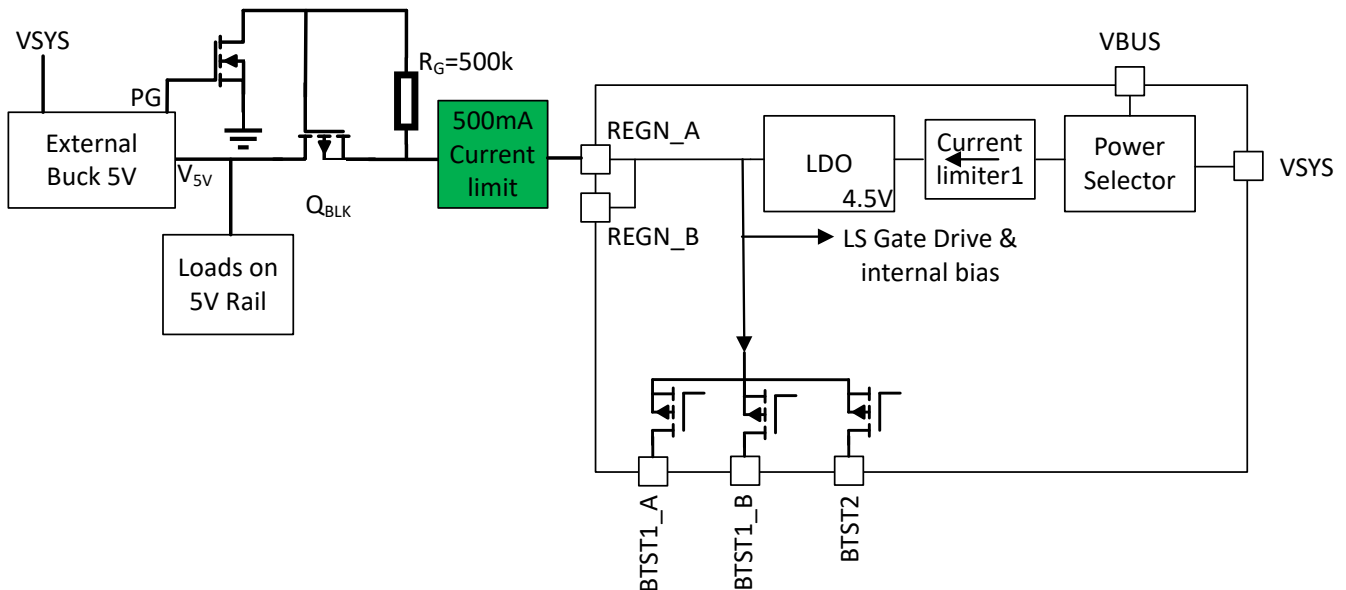 VSYS
PG
External
Buck 5V
V5V
QBLK
RG=500k
Loads on
5V Rail
500mA
Current
limit
REGN_A
REGN_B
LDO
4.5V
Current
limiter1
Power
Selector
VBUS
VSYS
LS Gate Drive &
internal bias
BTST1_A
BTST1_B
BTST2